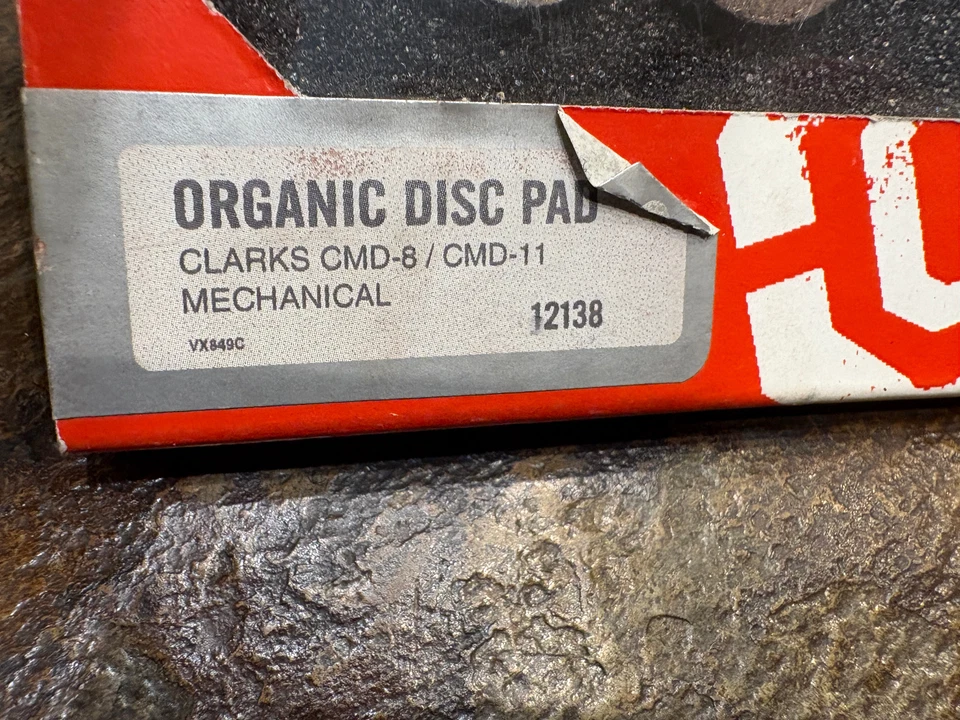 ORGANIC DISC PAD
CLARKS CMD-8 / CMD-11
MECHANICAL
12138
VX849C